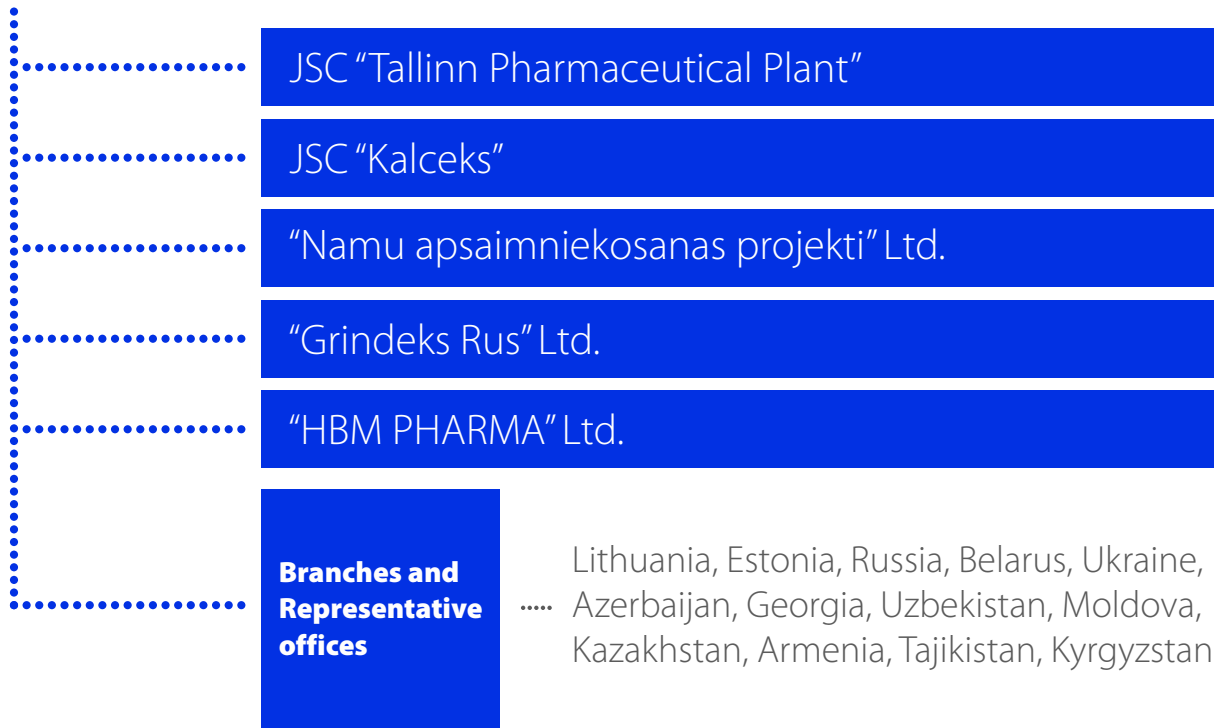 JSC “Tallinn Pharmaceutical Plant”
JSC “Kalceks”
“Namu apsaimniekosanas projekti” Ltd.
“Grindeks Rus” Ltd.
“HBM PHARMA” Ltd.
Branches and
Representative
offices
Lithuania, Estonia, Russia, Belarus, Ukraine,
Azerbaijan, Georgia, Uzbekistan, Moldova,
Kazakhstan, Armenia, Tajikistan, Kyrgyzstan